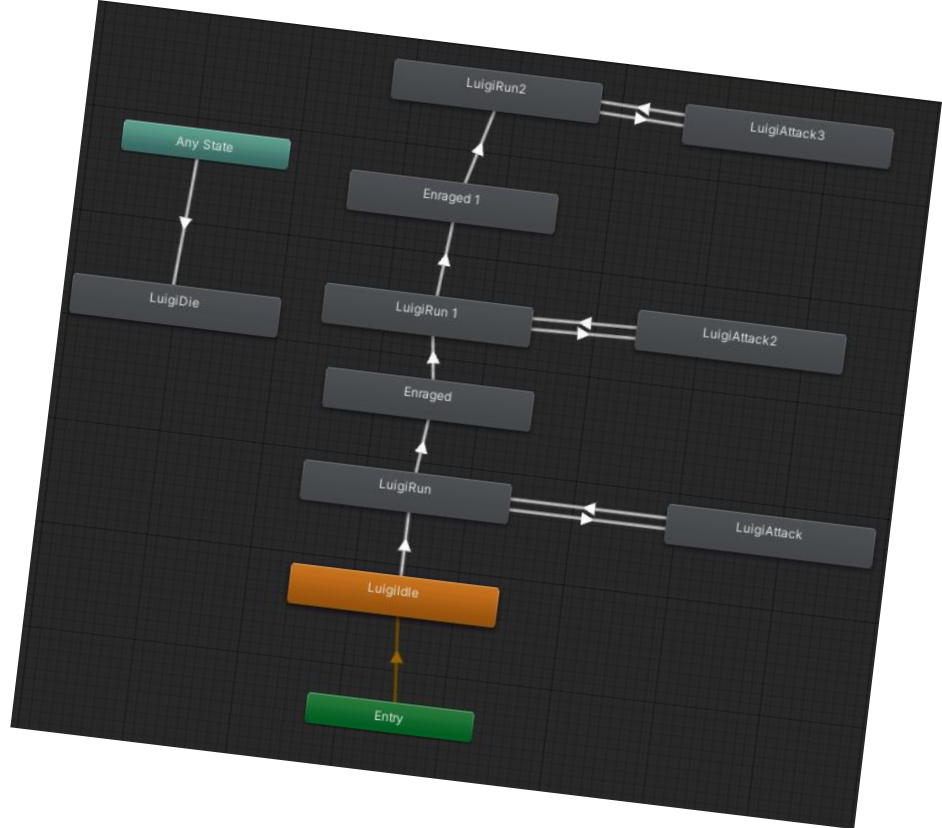 LuigiRun2
LuigiAttack3
Any State
Enraged 1
LuigiDie
LuigiRun 1
LuigiAttack2
Enraged
LuigiRun
LuigiAttack
LuigiIdle
Entry